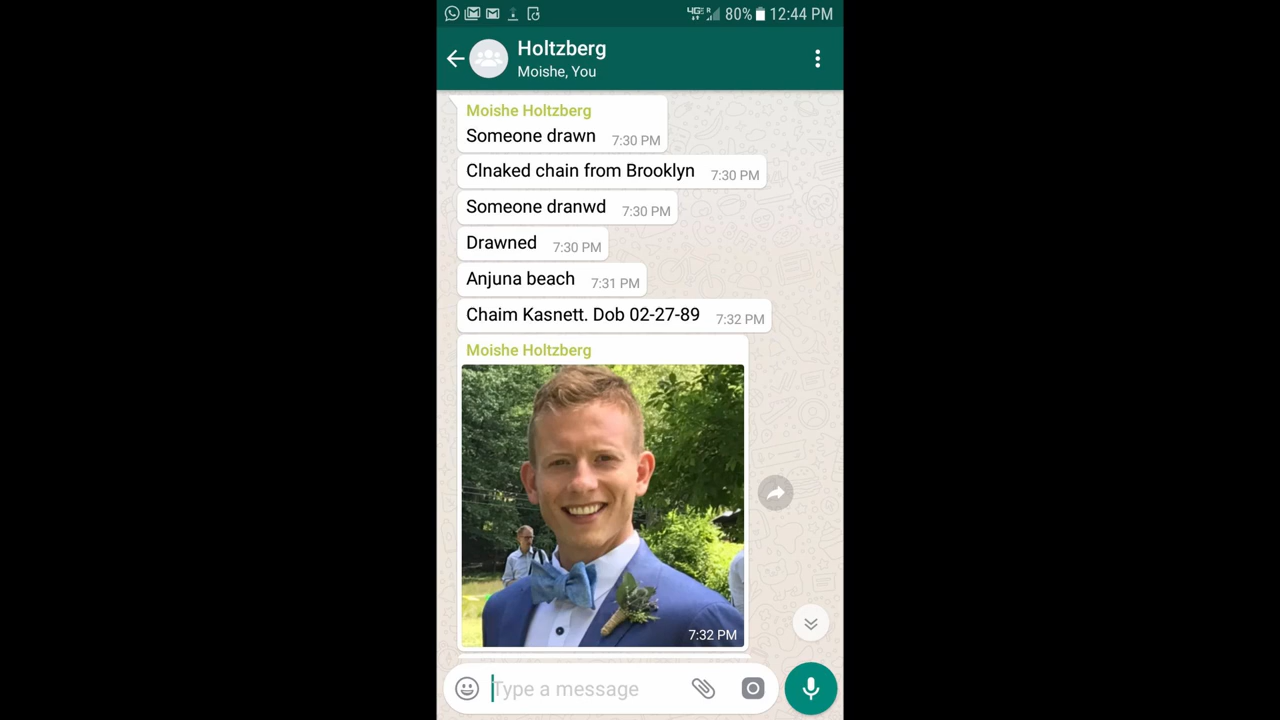 80% 12:44 PM
Holtzberg
Moishe, You
Moishe Holtzberg
Someone drawn 7:30 PM
Clnaked chain from Brooklyn 7:30 PM
Someone dranwd 7:30 PM
Drawned 7:30 PM
Anjuna beach 7:31 PM
Chaim Kasnett. Dob 02-27-89 7:32 PM
Moishe Holtzberg
7:32 PM
Type a message